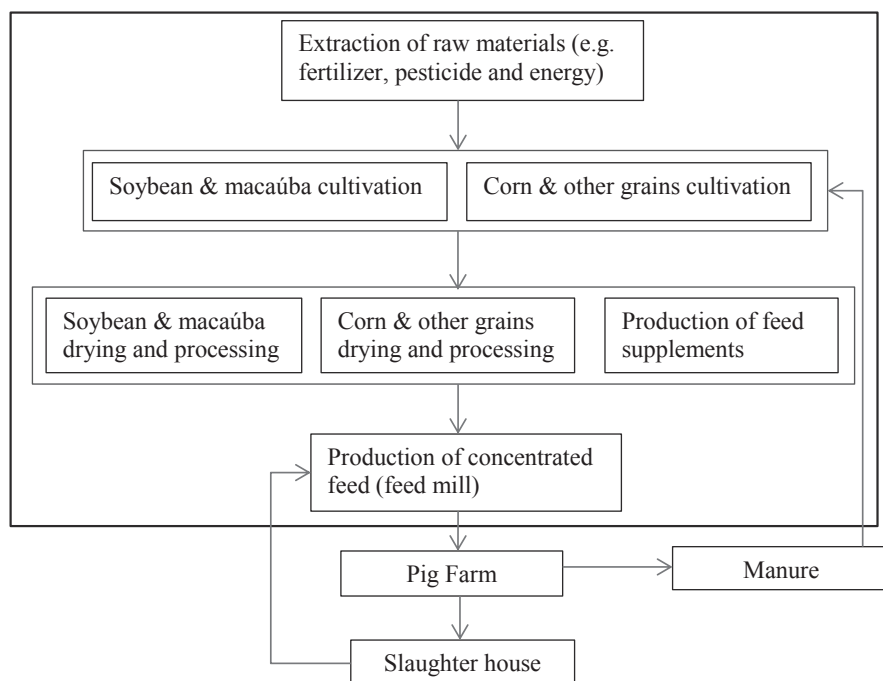 Extraction of raw materials (e.g.
fertilizer, pesticide and energy)
Soybean & macaúba cultivation
Corn & other grains cultivation
Soybean & macaúba
drying and processing
Corn & other grains
drying and processing
Production of feed
supplements
Production of concentrated
feed (feed mill)
Pig Farm
Manure
Slaughter house